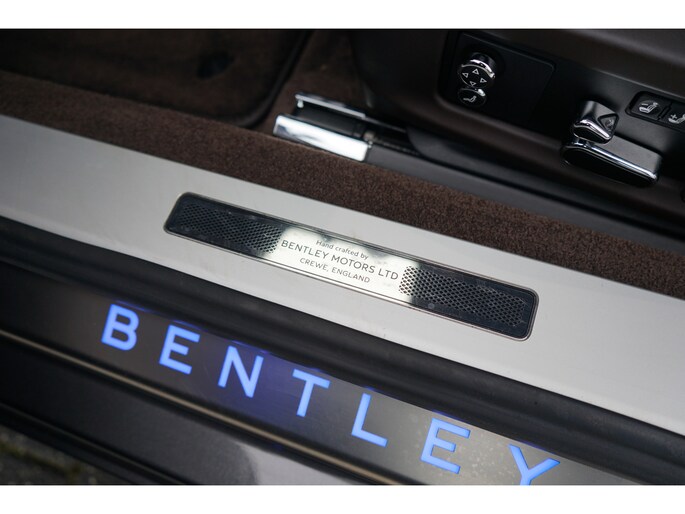 Hand crafted by
BENTLEY MOTORS LTD
CREWE, ENGLAND
BENTLEY